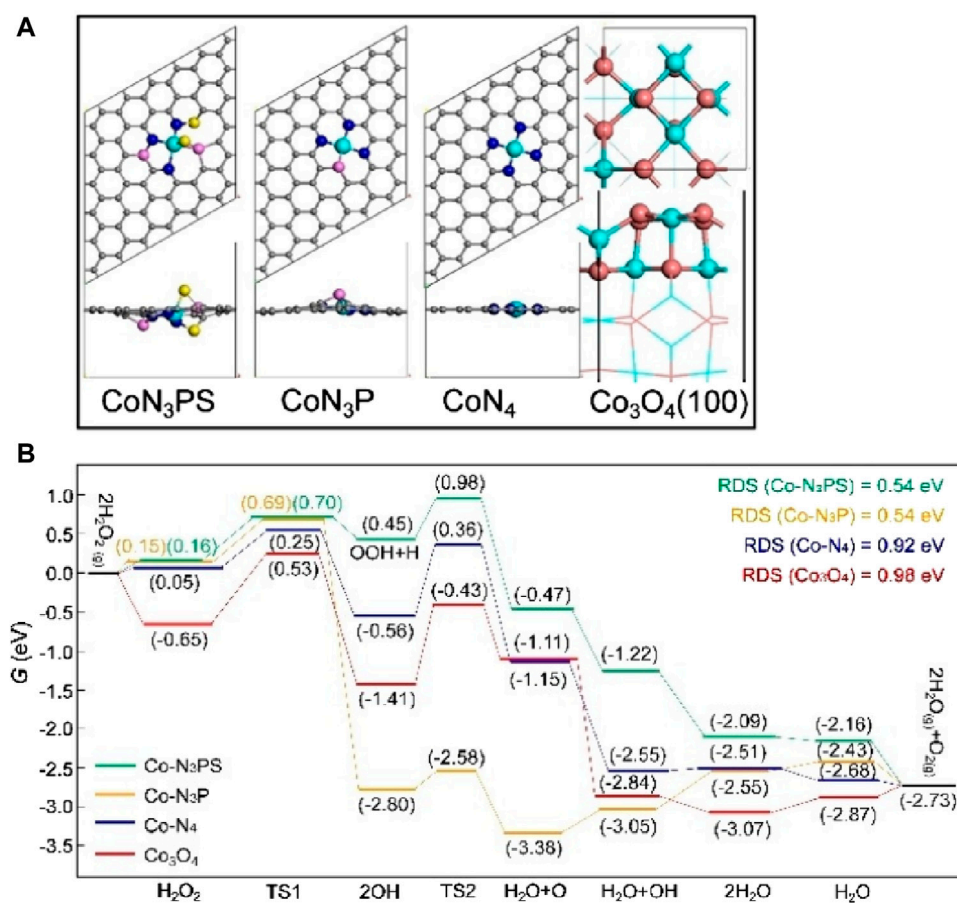 A
CoN₃PS
CoN₃P
CoN₄
Co₃O₄(100)
B
G (eV)
1.0
0.5
0.0
-0.5
-1.0
-1.5
-2.0
-2.5
-3.0
-3.5
2H₂O₂ (g)
(0.15)
(0.16)
(0.05)
(-0.65)
(0.69)
(0.70)
(0.25)
(0.53)
(0.45)
OOH+H
(-0.56)
(-1.41)
(-2.80)
(0.98)
(0.36)
(-0.43)
(-2.58)
(-0.47)
(-1.11)
(-1.15)
(-3.38)
(-1.22)
(-2.55)
(-2.84)
(-3.05)
(-2.09)
(-2.51)
(-2.55)
(-3.07)
(-2.16)
(-2.43)
(-2.68)
(-2.87)
2H₂O(g)+O₂(g)
(-2.73)
RDS (Co-N₃PS) = 0.54 eV
RDS (Co-N₃P) = 0.54 eV
RDS (Co-N₄) = 0.92 eV
RDS (Co₃O₄) = 0.98 eV
Co-N₃PS
Co-N₃P
Co-N₄
Co₃O₄
H₂O₂
TS1
2OH
TS2
H₂O+O
H₂O+OH
2H₂O
H₂O